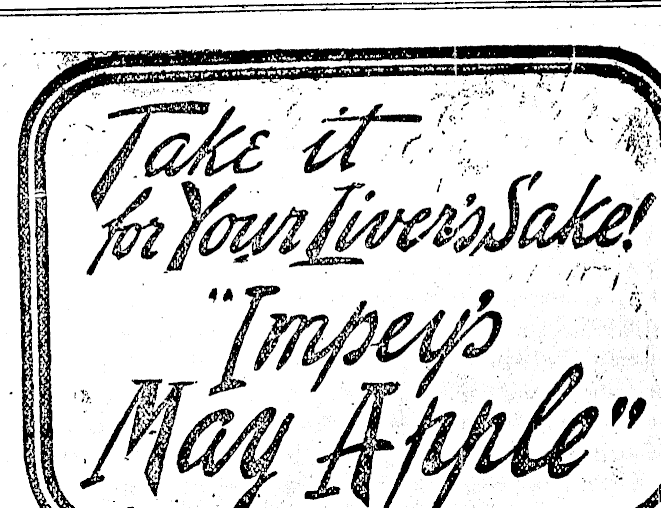 Take it
for Your Liver's Sake!
"Impey's
May Apple"